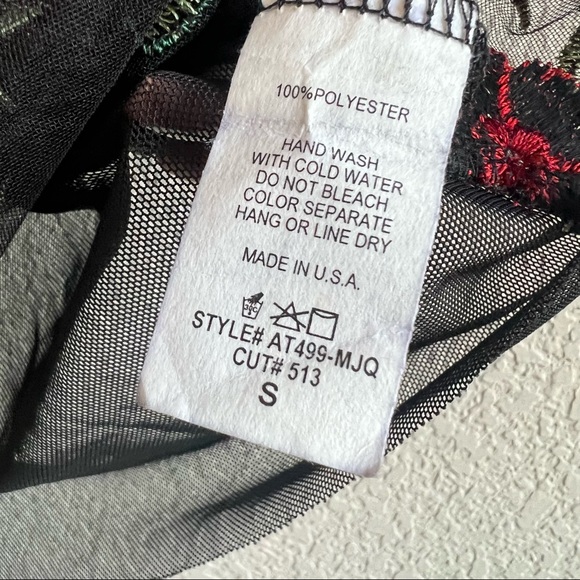 100%POLYESTER
HAND WASH
WITH COLD WATER
DO NOT BLEACH
COLOR SEPARATE
HANG OR LINE DRY
MADE IN U.S.A.
STYLE# AT499-MJQ
CUT# 513
S